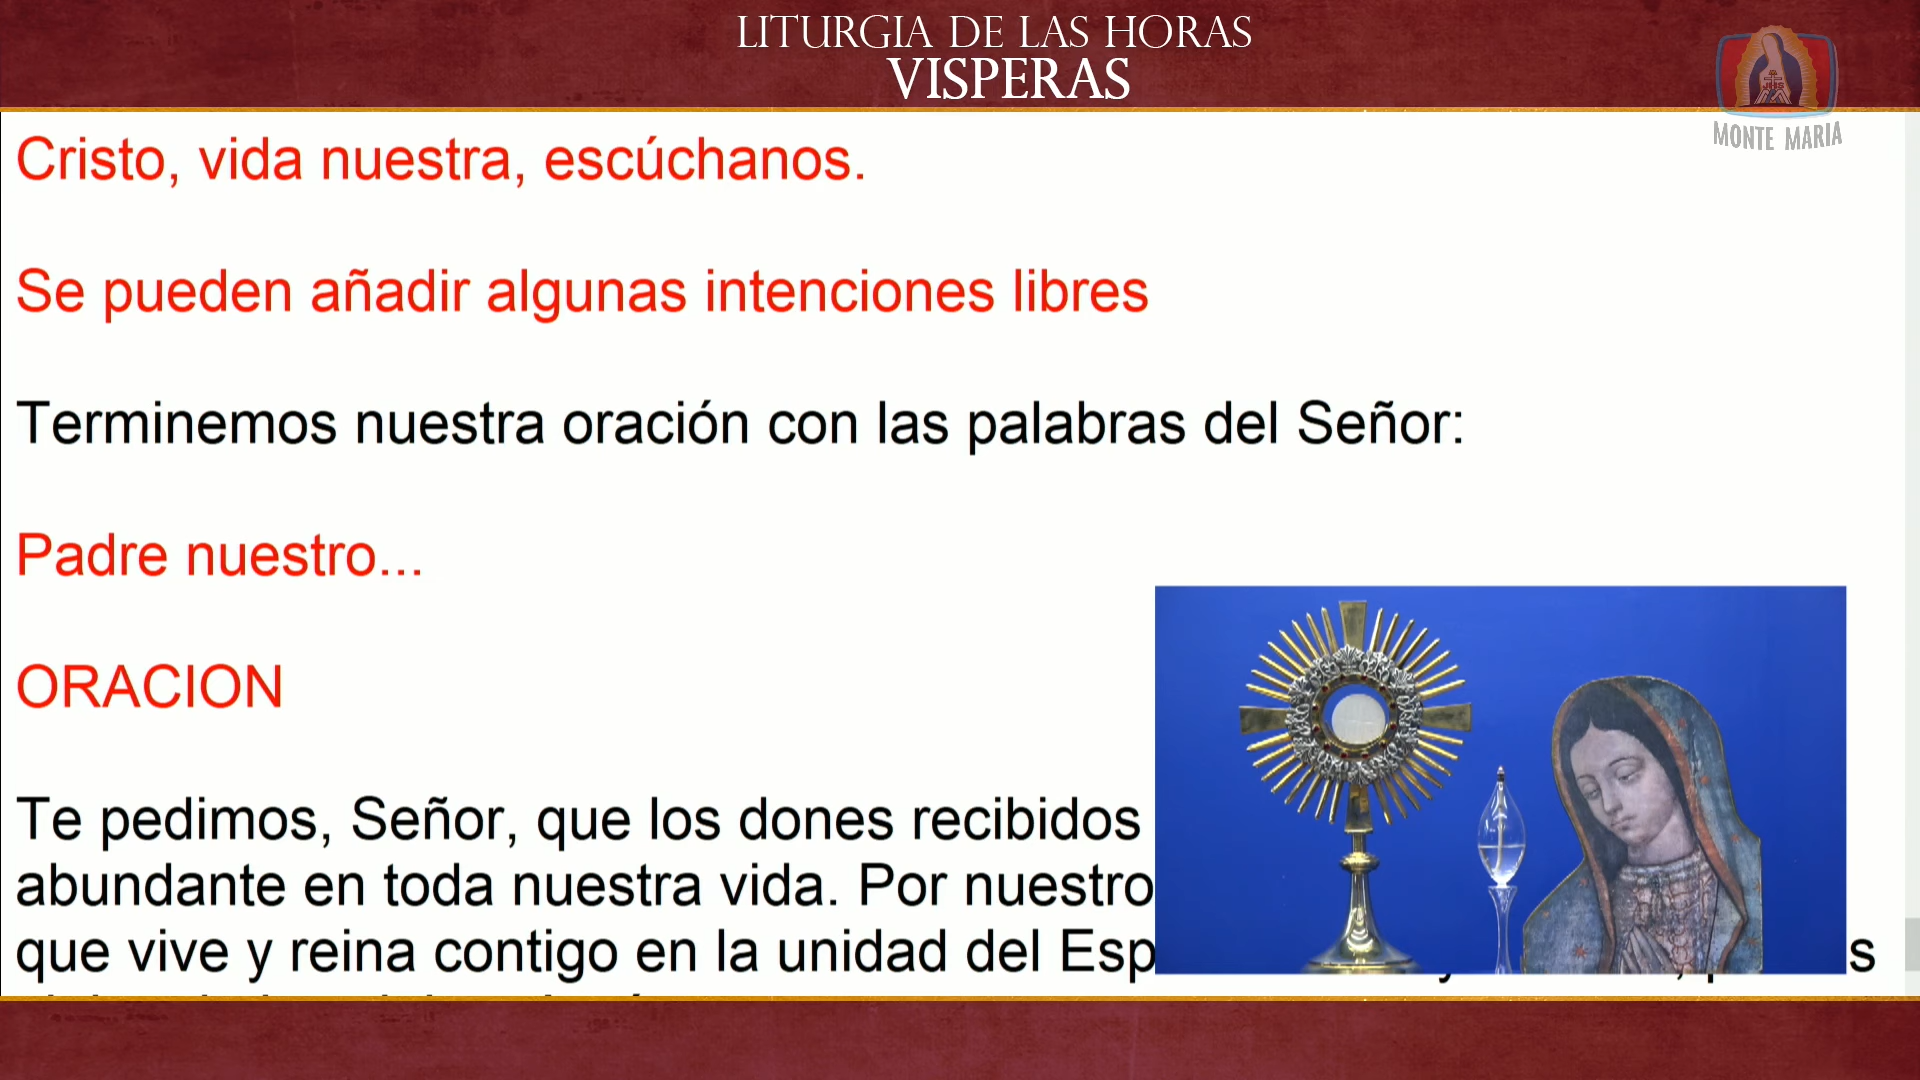 LITURGIA DE LAS HORAS
VISPERAS
MONTE MARIA
Cristo, vida nuestra, escúchanos.
Se pueden añadir algunas intenciones libres
Terminemos nuestra oración con las palabras del Señor:
Padre nuestro...
ORACION
Te pedimos, Señor, que los dones recibidos
abundante en toda nuestra vida. Por nuestro
que vive y reina contigo en la unidad del